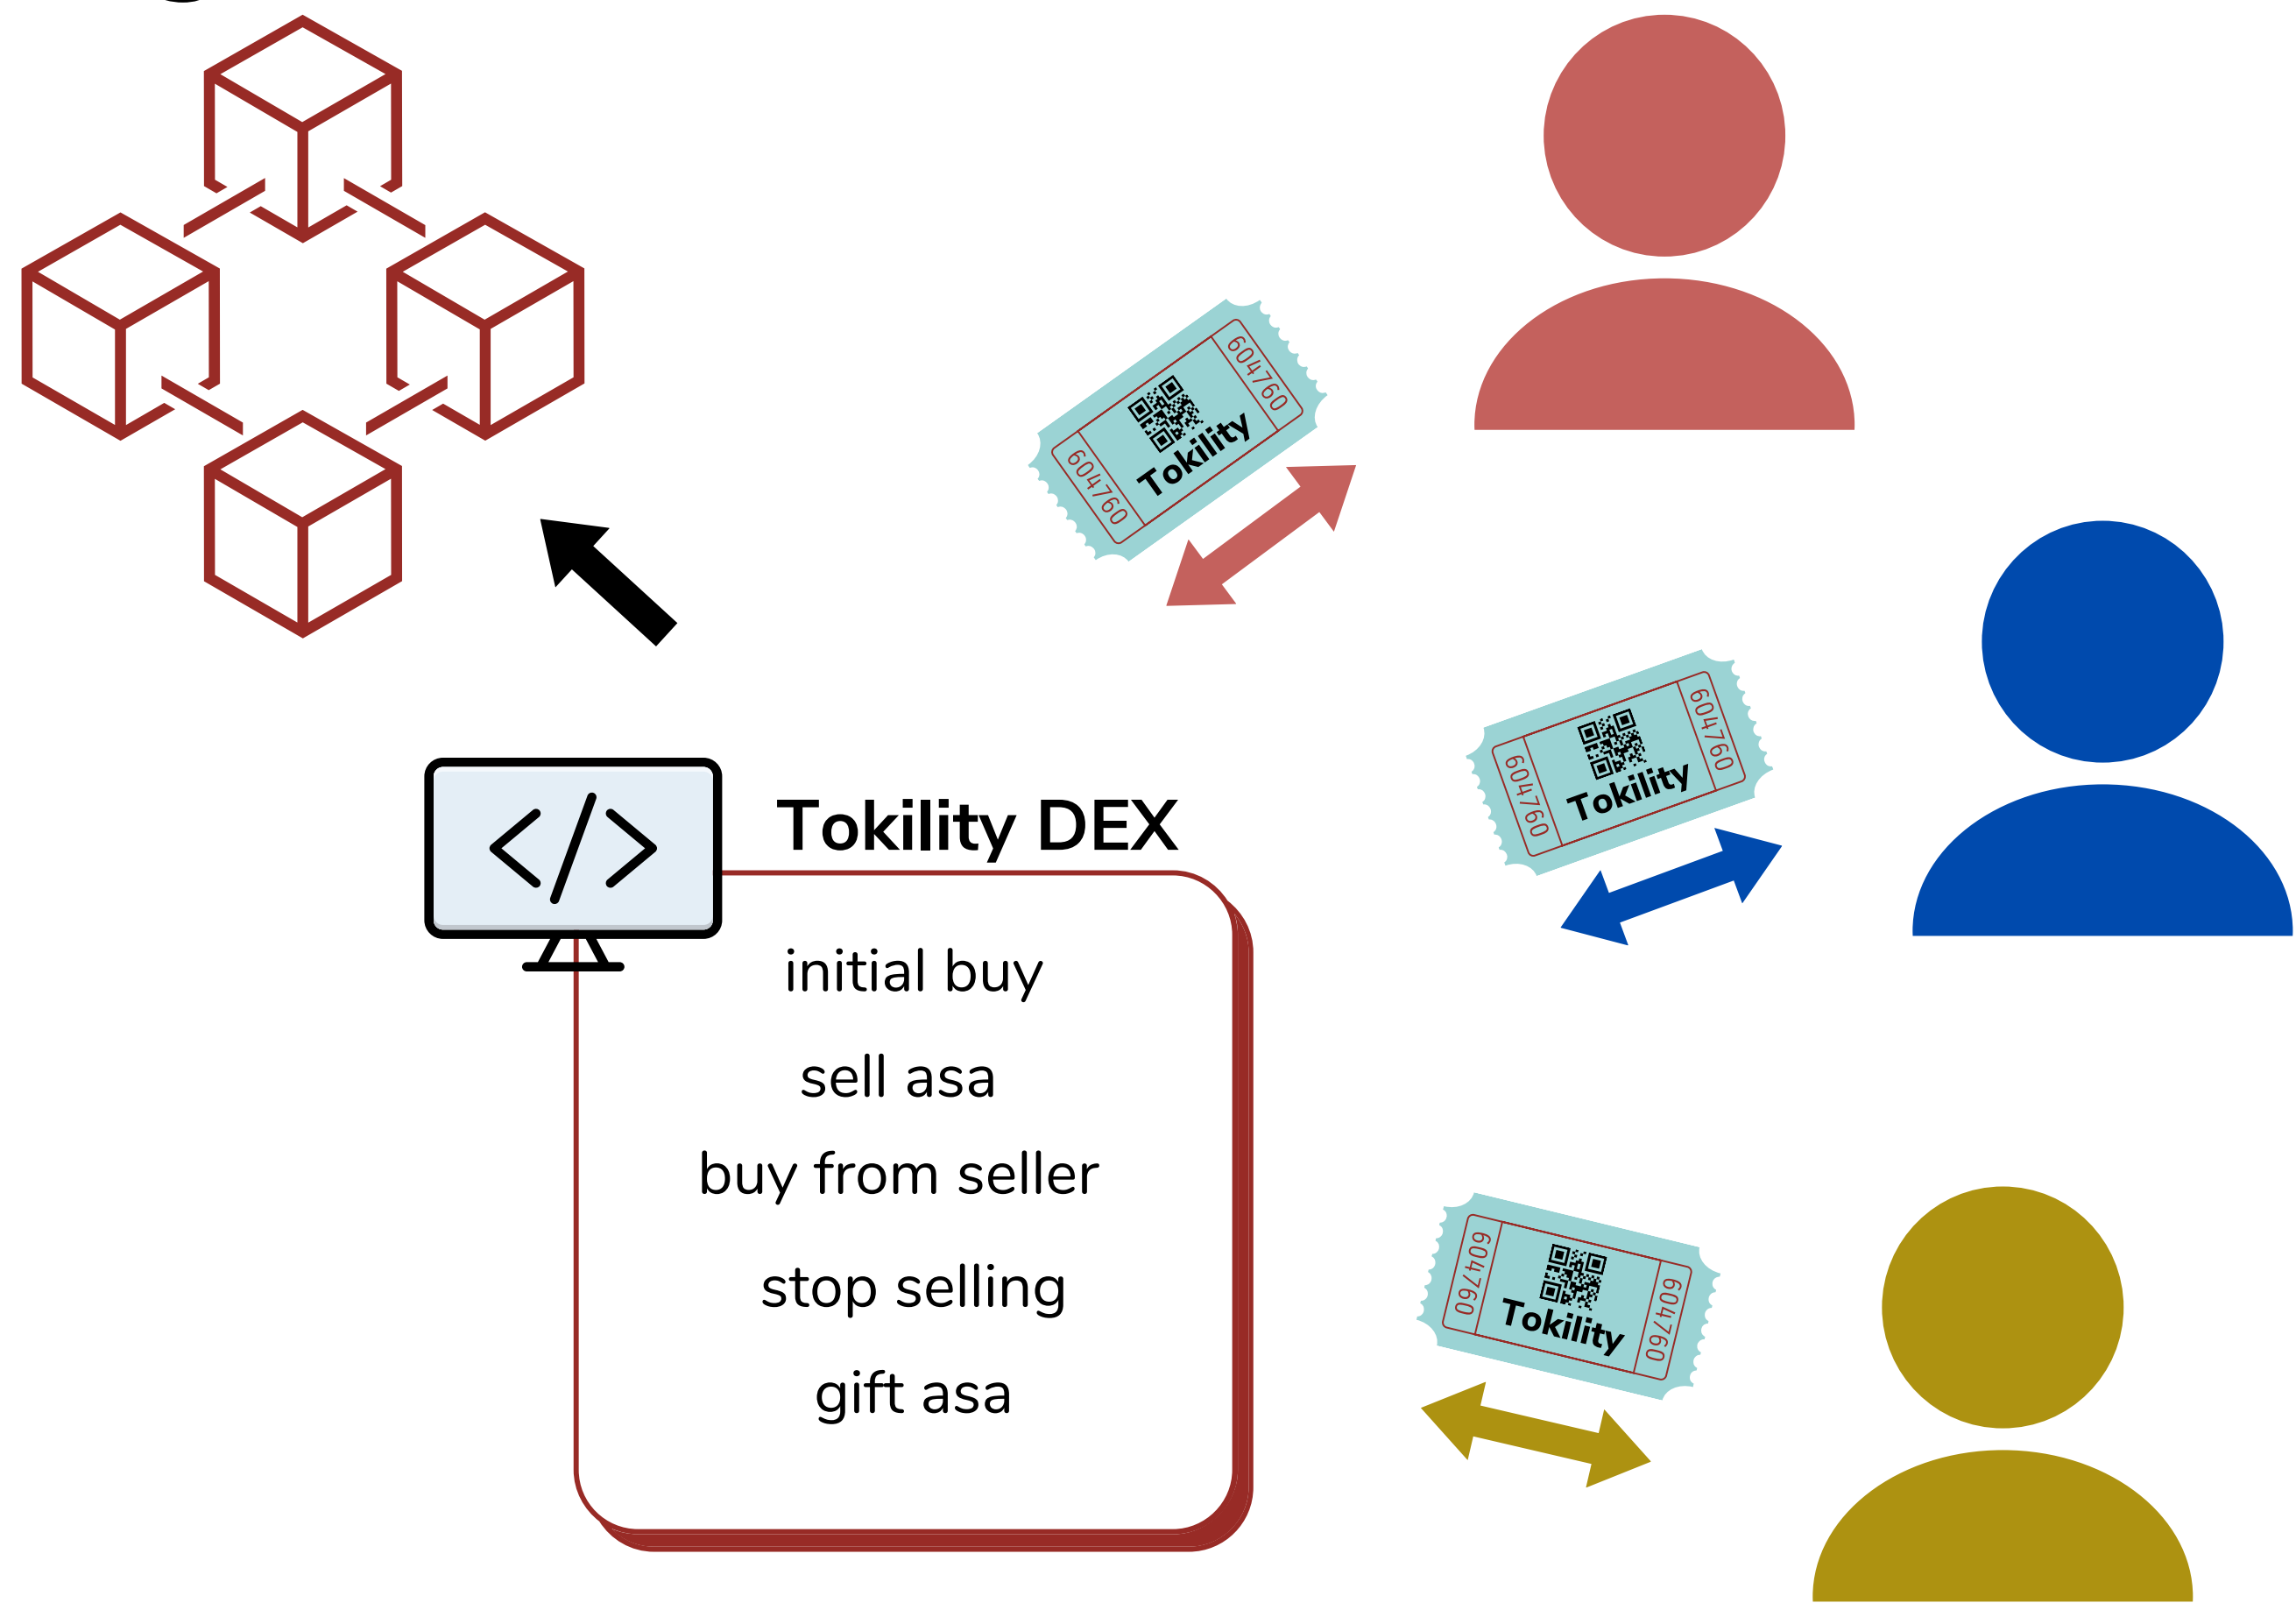 604760
Tokility
604760
604760
Tokility
604760
Tokility DEX
initial buy
sell asa
buy from seller
stop selling
gift asa
604760
Tokility
604760